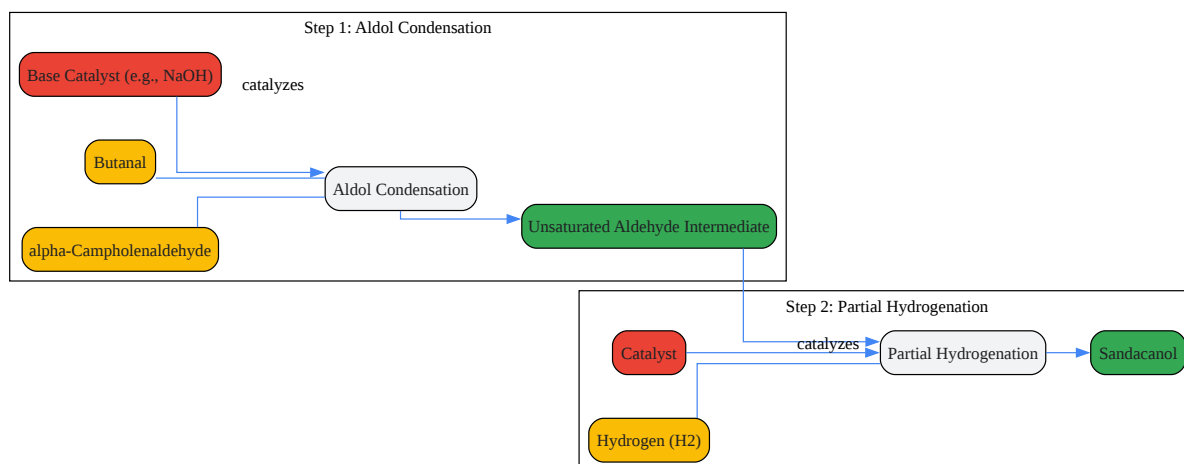 Step 1: Aldol Condensation
Base Catalyst (e.g., NaOH)
catalyzes
Butanal
Aldol Condensation
alpha-Campholenaldehyde
Unsaturated Aldehyde Intermediate
Step 2: Partial Hydrogenation
Catalyst
catalyzes
Partial Hydrogenation
Sandacanol
Hydrogen (H2)